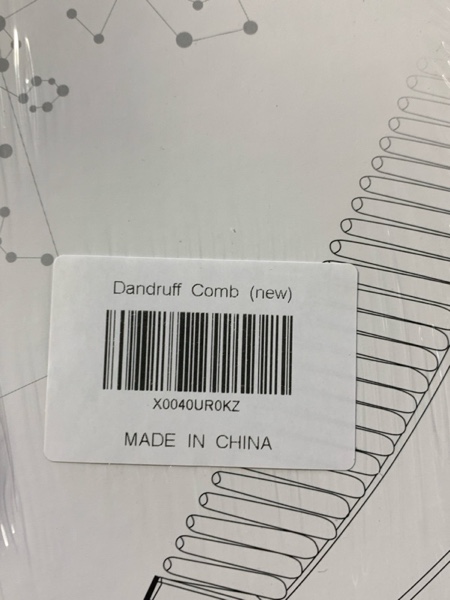 Dandruff Comb (new)
X0040UR0KZ
MADE IN CHINA